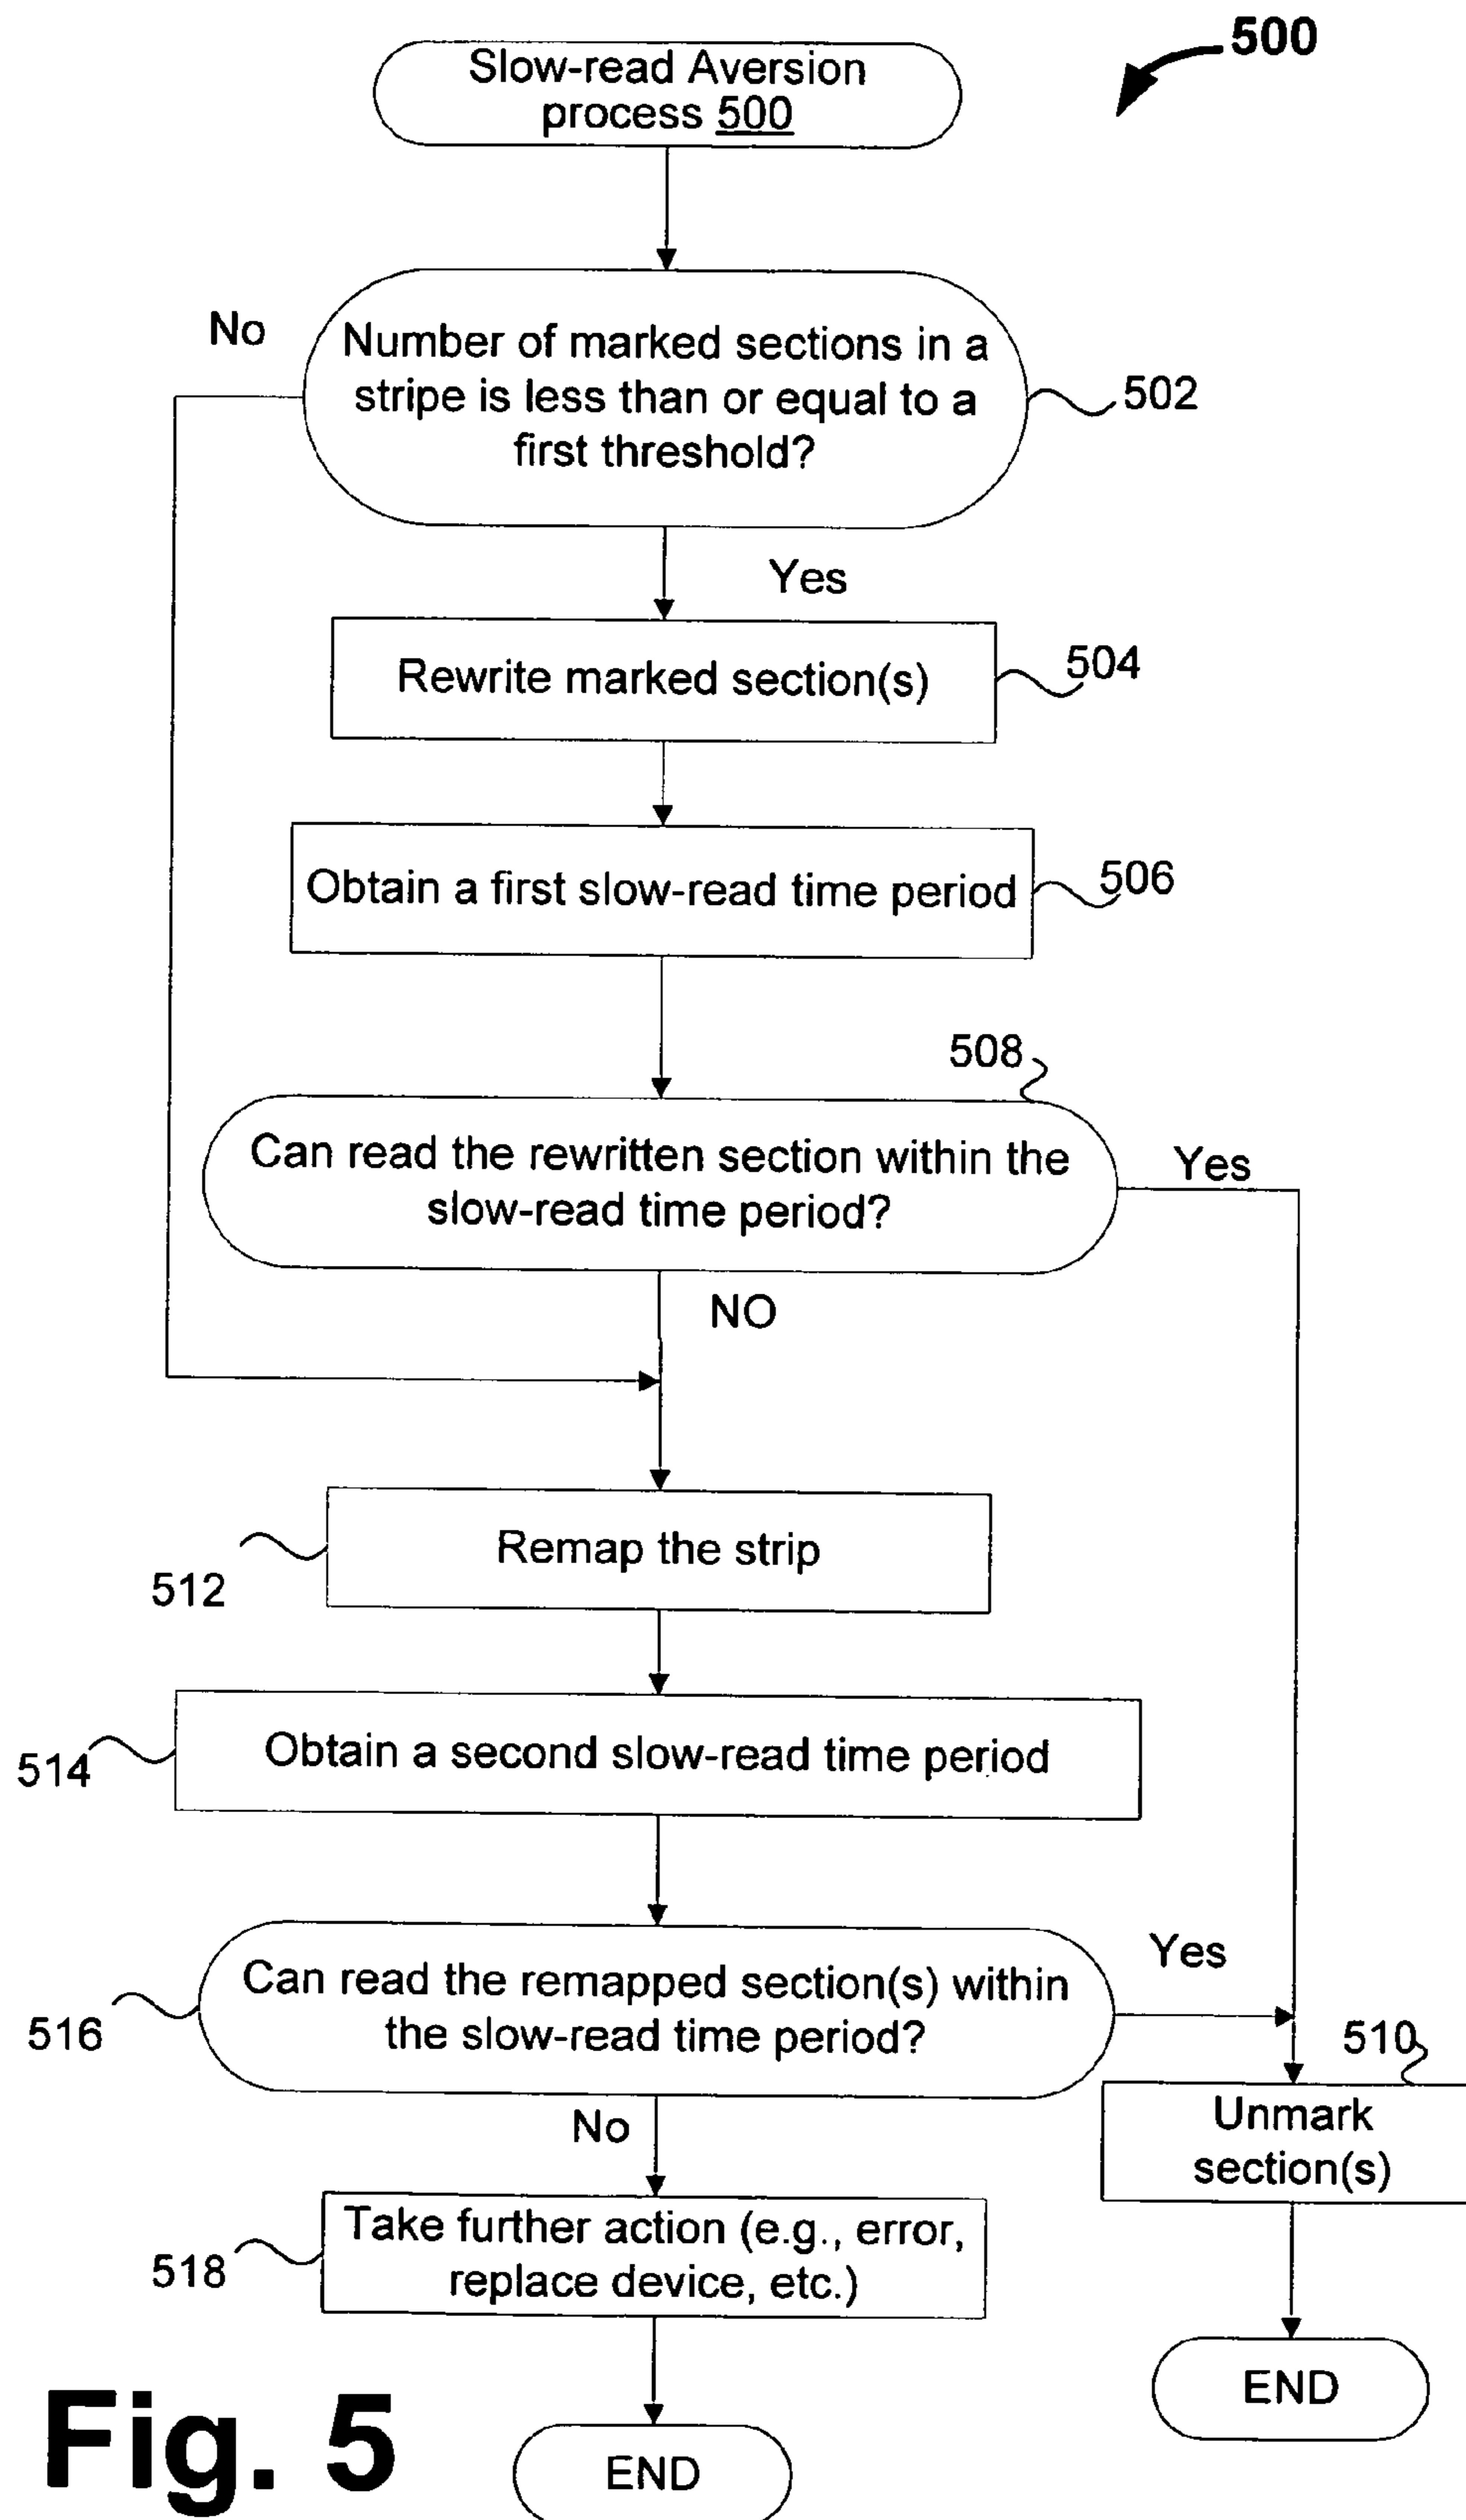 500
Slow-read Aversion
process 500
No
Number of marked sections in a
stripe is less than or equal to a
first threshold?
502
Yes
Rewrite marked section(s)
504
Obtain a first slow-read time period
506
508
Can read the rewritten section within the
slow-read time period?
Yes
NO
Remap the strip
512
Obtain a second slow-read time period
514
Can read the remapped section(s) within
the slow-read time period?
Yes
516
510
Unmark
section(s)
No
Take further action (e.g., error,
replace device, etc.)
518
END
END
Fig. 5